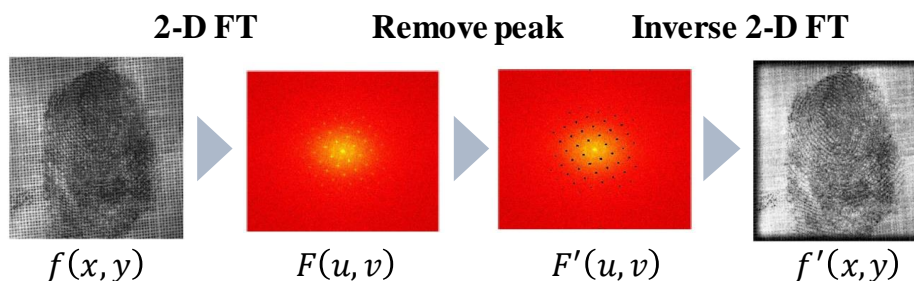 2-D FT Remove peak Inverse 2-D FT
f(x, y) F(u, v) F′(u, v) f′(x, y)